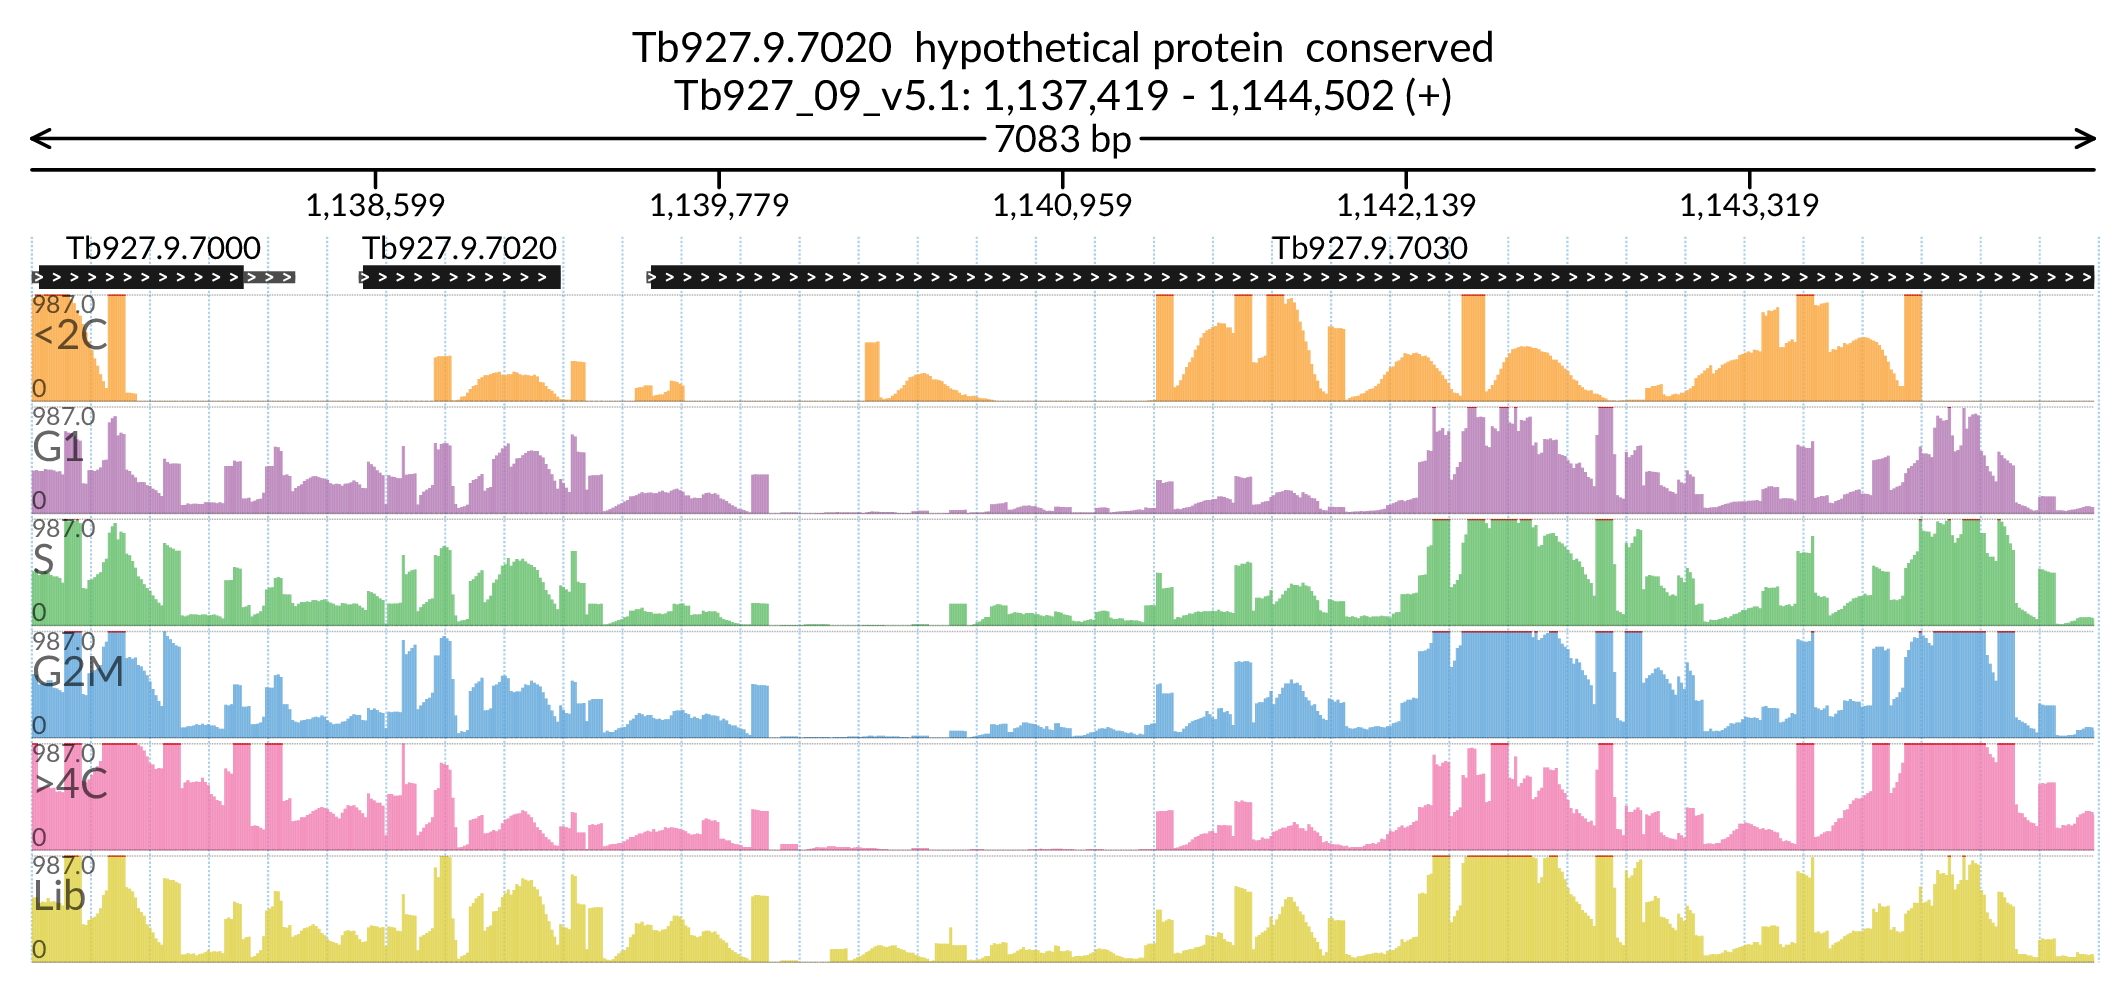 Tb927.9.7020  hypothetical protein  conserved
Tb927_09_v5.1: 1,137,419 - 1,144,502 (+)
7083 bp
1,138,599 1,139,779 1,140,959 1,142,139 1,143,319
Tb927.9.7000 Tb927.9.7020 Tb927.9.7030
987.0
<2C
0
987.0
G1
0
987.0
S
0
987.0
G2M
0
987.0
>4C
0
987.0
Lib
0